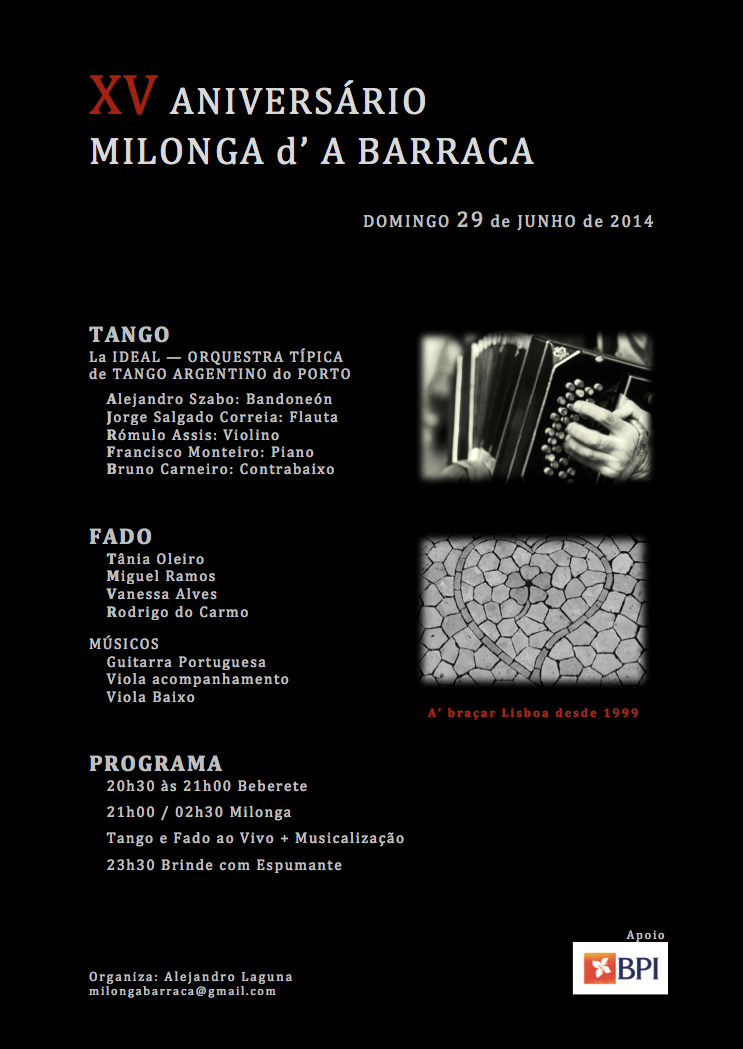 XV ANIVERSÁRIO
MILONGA d’ A BARRACA
DOMINGO 29 de JUNHO de 2014
TANGO
La IDEAL — ORQUESTRA TÍPICA
de TANGO ARGENTINO do PORTO
Alejandro Szabo: Bandoneón
Jorge Salgado Correia: Flauta
Rómulo Assis: Violino
Francisco Monteiro: Piano
Bruno Carneiro: Contrabaixo
FADO
Tânia Oleiro
Miguel Ramos
Vanessa Alves
Rodrigo do Carmo
MÚSICOS
Guitarra Portuguesa
Viola acompanhamento
Viola Baixo
A’ braçar Lisboa desde 1999
PROGRAMA
20h30 às 21h00 Beberete
21h00 / 02h30 Milonga
Tango e Fado ao Vivo + Musicalização
23h30 Brinde com Espumante
Apoio
BPI
Organiza: Alejandro Laguna
milongabarraca@gmail.com